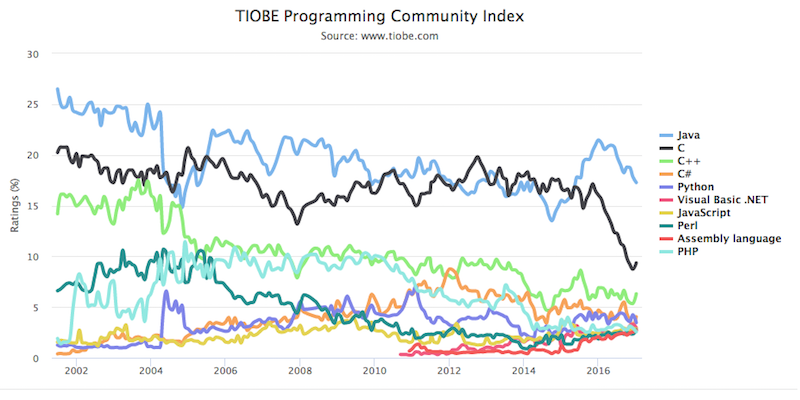 TIOBE Programming Community Index
Source: www.tiobe.com
Ratings (%)
30
25
20
15
10
5
0
2002 2004 2006 2008 2010 2012 2014 2016
Java
C
C++
C#
Python
Visual Basic .NET
JavaScript
Perl
Assembly language
PHP